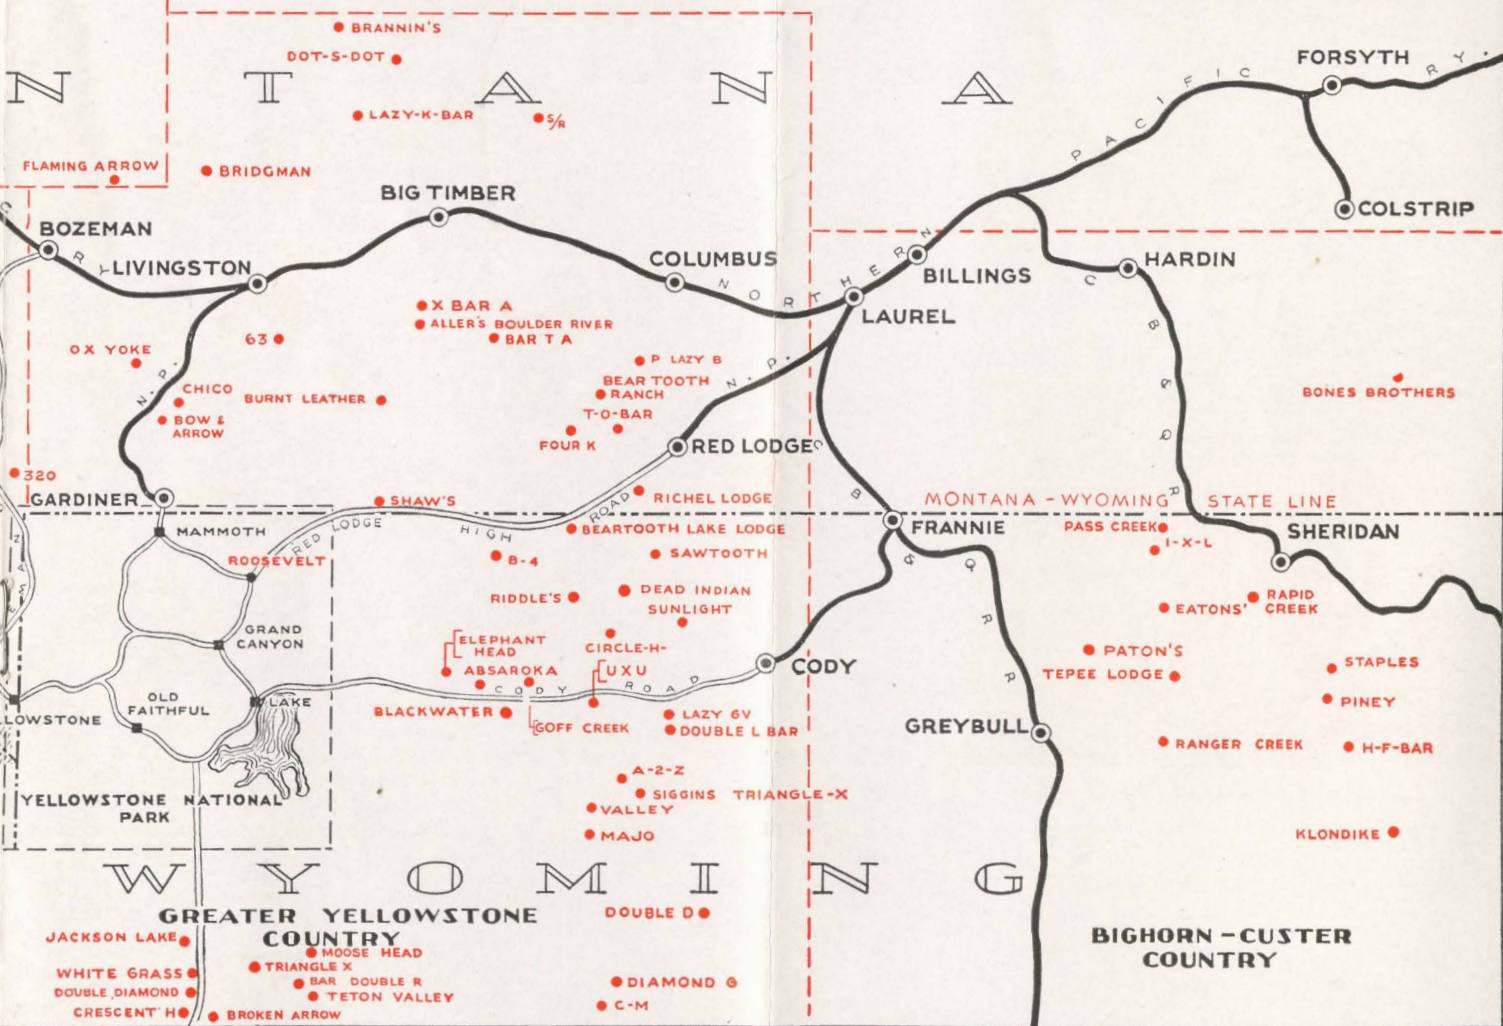 BRANNIN'S
DOT-S-DOT
N T A N A
FORSYTH
LAZY-K-BAR
S/R
PACIFIC RY.
FLAMING ARROW
BRIDGMAN
BIG TIMBER
COLSTRIP
C
BOZEMAN
RY
LIVINGSTON
COLUMBUS
NORTHERN
BILLINGS
HARDIN
LAUREL
X BAR A
ALLER'S BOULDER RIVER
BAR T A
63
OX YOKE
P LAZY B
BEAR TOOTH
RANCH
N.P.
N.P.
CHICO
BURNT LEATHER
BOW &
ARROW
T-O-BAR
FOUR K
RED LODGE
C B & Q R R
BONES BROTHERS
320
GARDINER
SHAW'S
RICHEL LODGE
MONTANA-WYOMING STATE LINE
MAMMOTH
RED LODGE HIGH ROAD
BEARTOOTH LAKE LODGE
FRANNIE
PASS CREEK
I-X-L
SHERIDAN
ROOSEVELT
B-4
SAWTOOTH
C B & Q R R
RIDDLE'S
DEAD INDIAN
SUNLIGHT
EATONS'
RAPID
CREEK
GRAND
CANYON
ELEPHANT
HEAD
CIRCLE-H-
ABSAROKA
UXU
CODY
PATON'S
TEPEE LODGE
STAPLES
CODY ROAD
OLD
FAITHFUL
LAKE
LLOWSTONE
BLACKWATER
GOFF CREEK
LAZY 6V
DOUBLE L BAR
GREYBULL
PINEY
RANGER CREEK
H-F-BAR
A-2-Z
SIGGINS TRIANGLE-X
VALLEY
MAJO
YELLOWSTONE NATIONAL
PARK
KLONDIKE
WYOMING
GREATER YELLOWSTONE
COUNTRY
DOUBLE D
BIGHORN-CUSTER
COUNTRY
JACKSON LAKE
MOOSE HEAD
TRIANGLE X
WHITE GRASS
BAR DOUBLE R
DIAMOND G
DOUBLE DIAMOND
TETON VALLEY
CRESCENT H
BROKEN ARROW
C-M